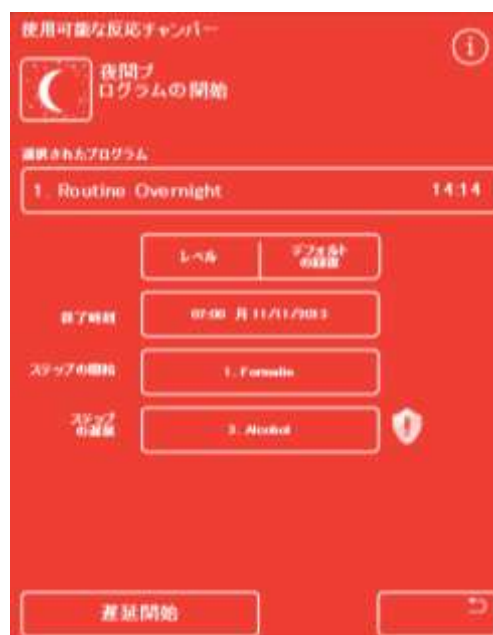 使用可能な反応チャンバー
夜間プ
ログラムの開始
選択されたプログラム
1. Routine Overnight 14:14
レベル
デフォルト
の回復
終了時刻
07:00 月 11/11/2013
ステップの開始
1. Formalin
ステップ
の遅延
3. Alcohol
遅延開始